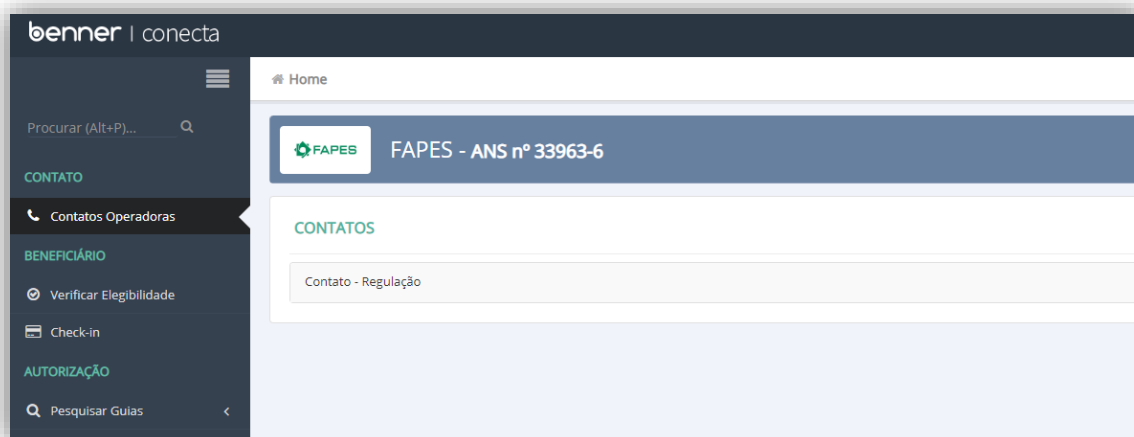 benner | conecta
Home
Procurar (Alt+P)...
FAPES
FAPES - ANS nº 33963-6
CONTATO
Contatos Operadoras
CONTATOS
BENEFICIÁRIO
Contato - Regulação
Verificar Elegibilidade
Check-in
AUTORIZAÇÃO
Pesquisar Guias